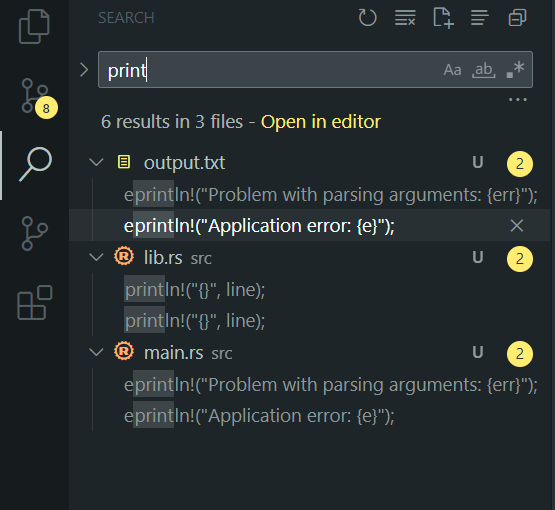 SEARCH
print
Aa ab .*
6 results in 3 files - Open in editor
8
output.txt U 2
eprintln!("Problem with parsing arguments: {err}");
eprintln!("Application error: {e}");
lib.rs src U 2
println!("{}", line);
println!("{}", line);
main.rs src U 2
eprintln!("Problem with parsing arguments: {err}");
eprintln!("Application error: {e}");